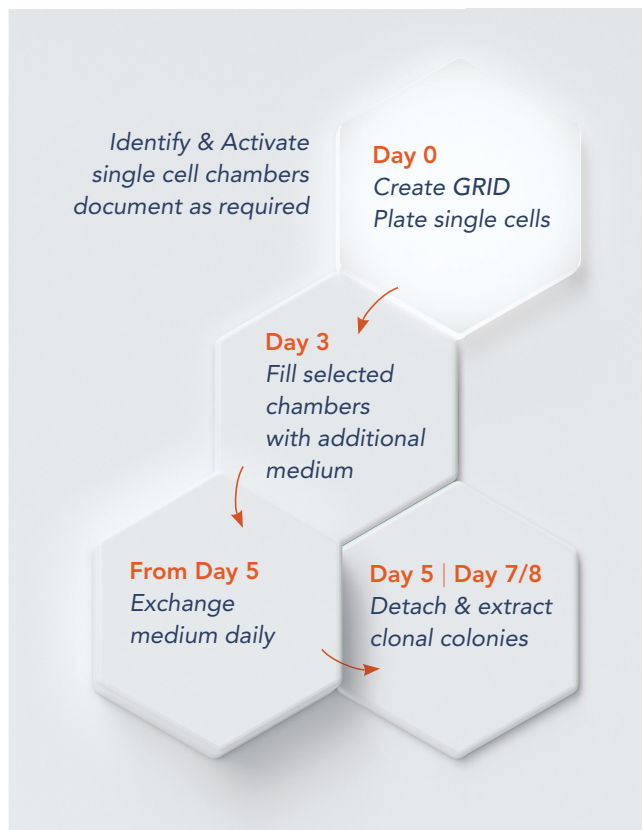 Identify & Activate
single cell chambers
document as required
Day 0
Create GRID
Plate single cells
Day 3
Fill selected
chambers
with additional
medium
From Day 5
Exchange
medium daily
Day 5 | Day 7/8
Detach & extract
clonal colonies